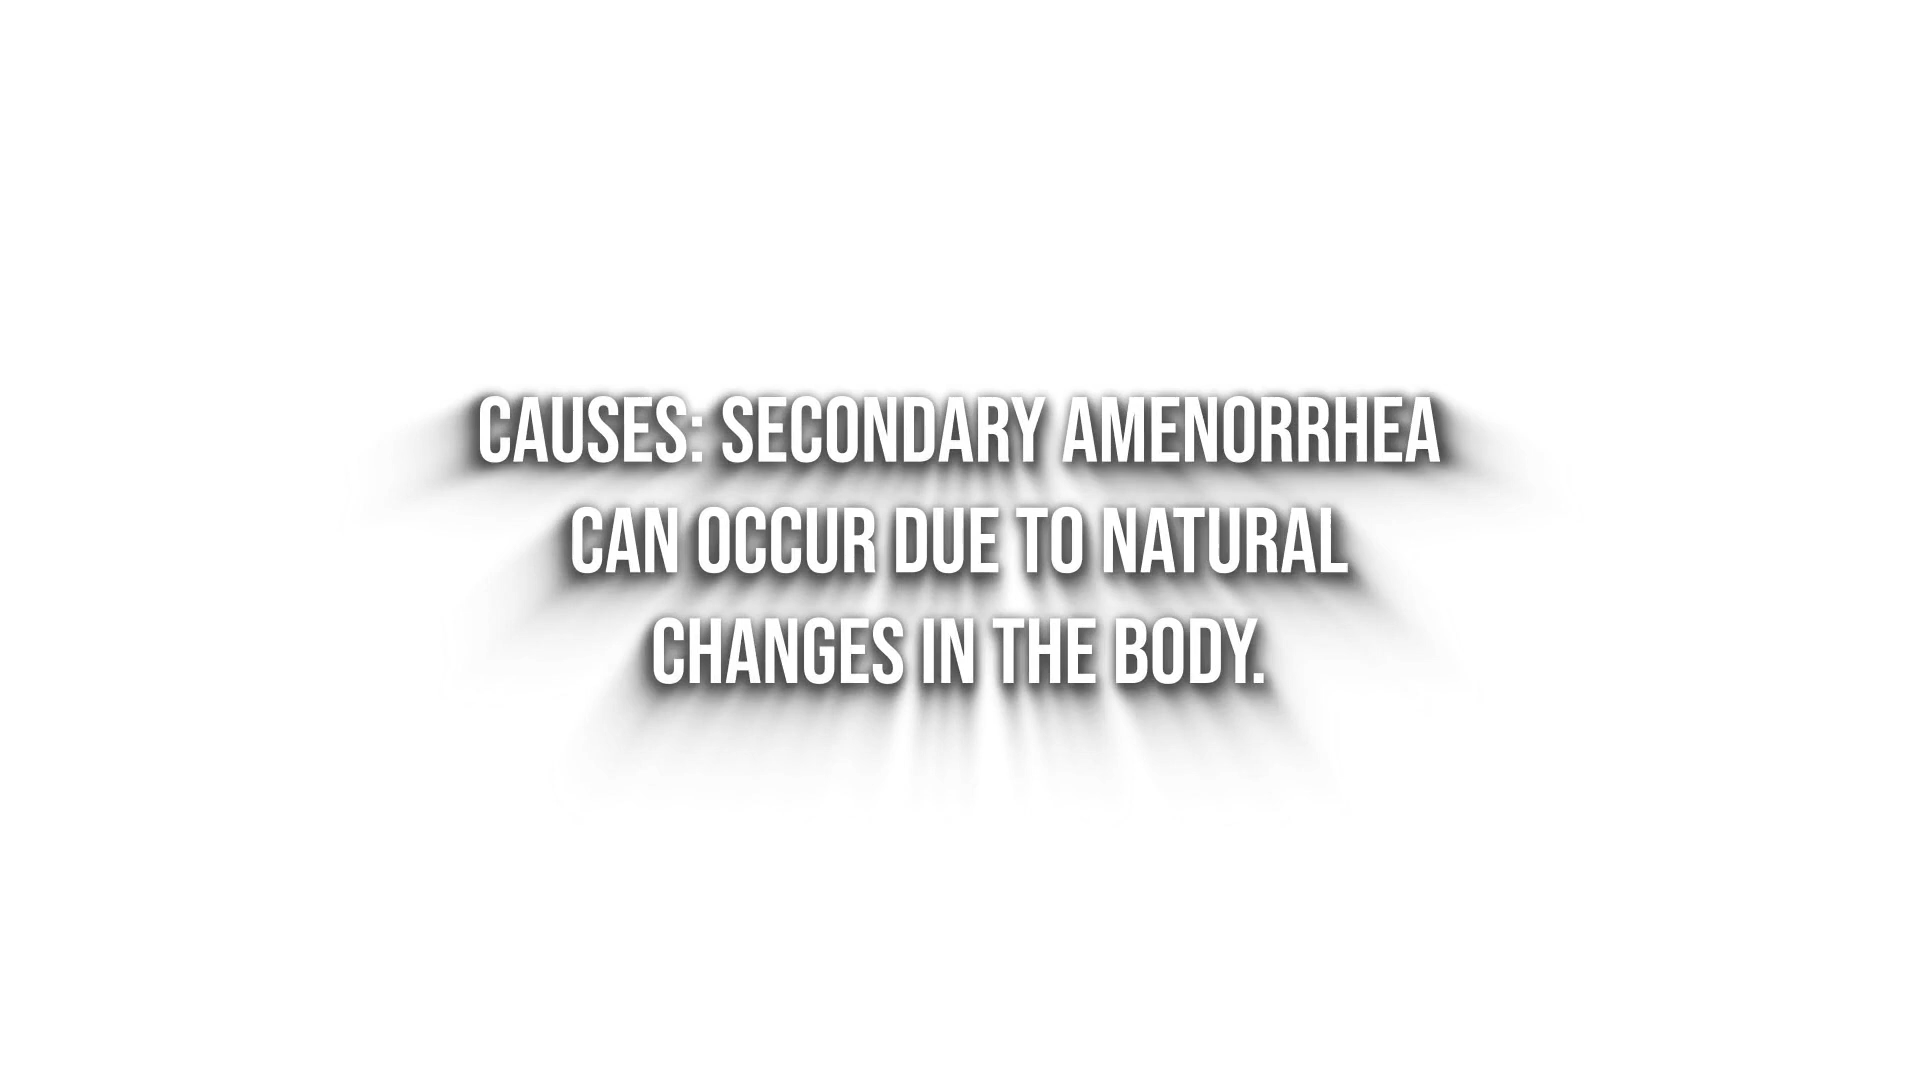 CAUSES: SECONDARY AMENORRHEA
CAN OCCUR DUE TO NATURAL
CHANGES IN THE BODY.